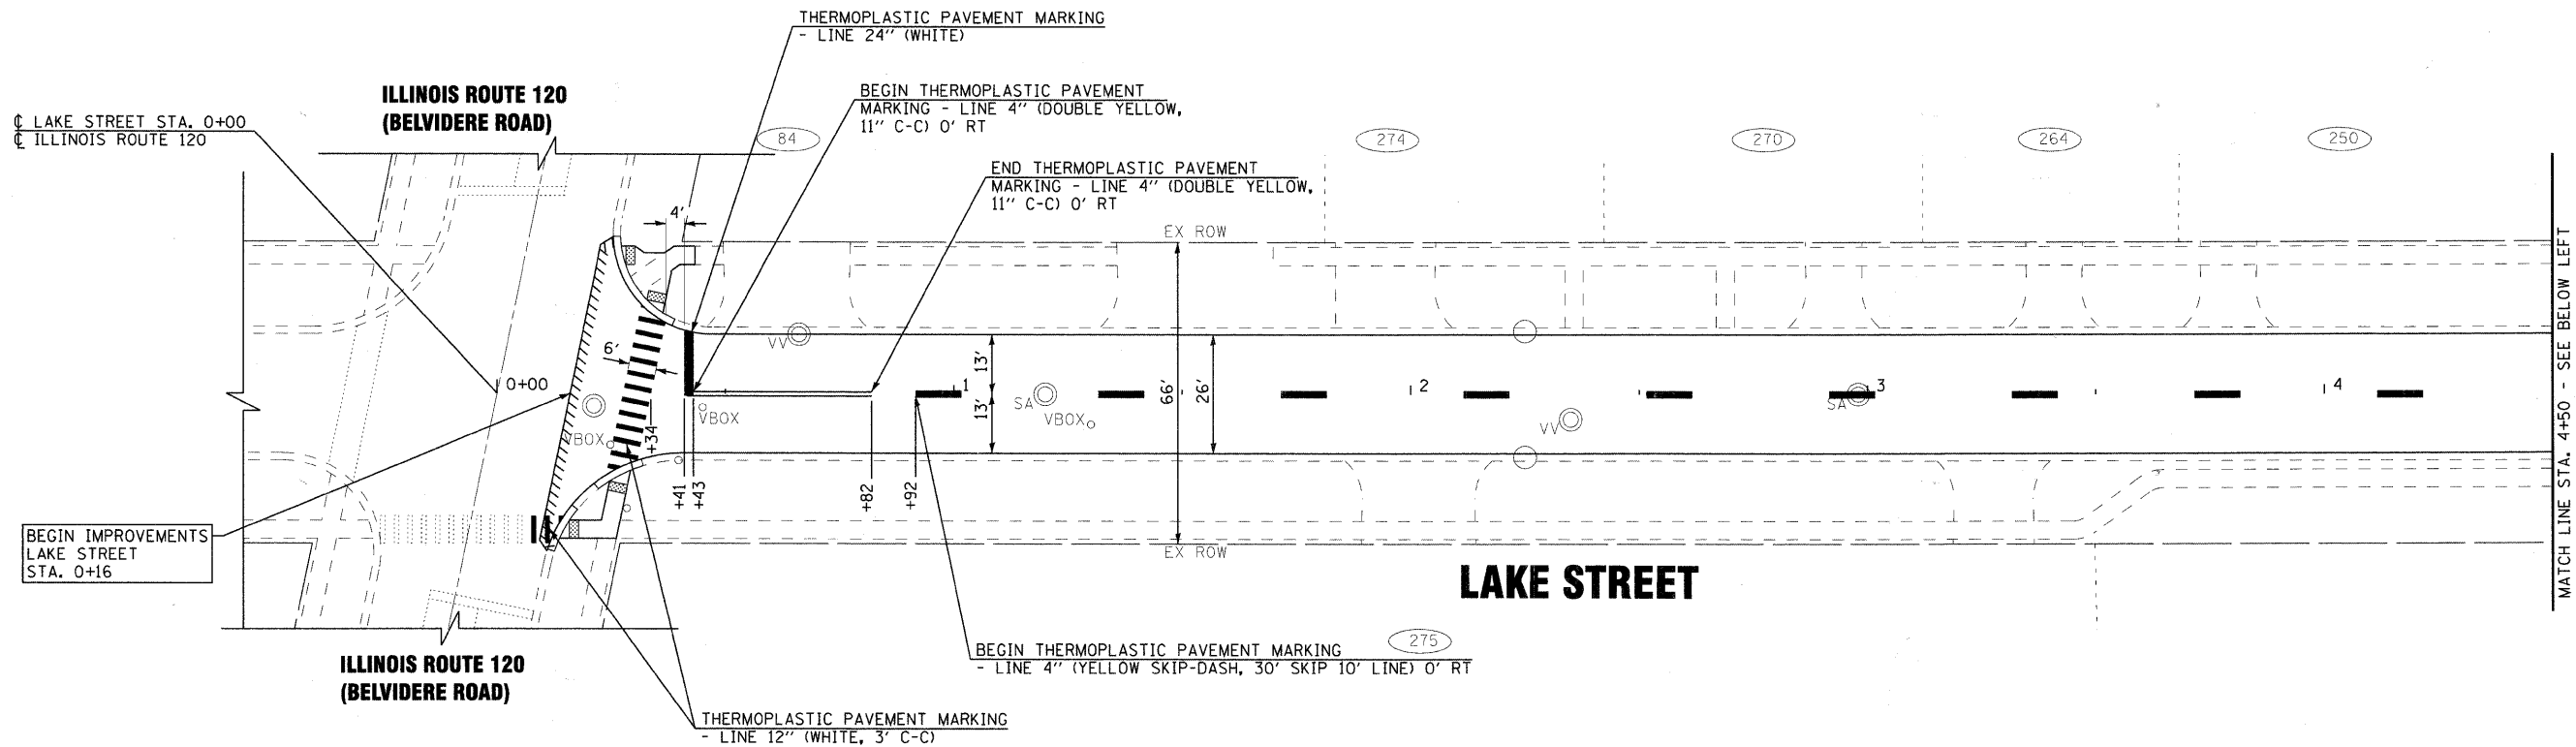 THERMOPLASTIC PAVEMENT MARKING
- LINE 24" (WHITE)
ILLINOIS ROUTE 120
(BELVIDERE ROAD)
BEGIN THERMOPLASTIC PAVEMENT
MARKING - LINE 4" (DOUBLE YELLOW,
11" C-C) 0' RT
℄ LAKE STREET STA. 0+00
℄ ILLINOIS ROUTE 120
84
274
270
264
250
END THERMOPLASTIC PAVEMENT
MARKING - LINE 4" (DOUBLE YELLOW,
11" C-C) 0' RT
4'
EX ROW
VV
6'
13'
66'
26'
0+00
1
2
3
4
SA
SA
13'
VBOX
VBOX
VV
VBOX
+34
+41
+43
+82
+92
MATCH LINE STA. 4+50 - SEE BELOW LEFT
BEGIN IMPROVEMENTS
LAKE STREET
STA. 0+16
EX ROW
LAKE STREET
275
BEGIN THERMOPLASTIC PAVEMENT MARKING
- LINE 4" (YELLOW SKIP-DASH, 30' SKIP 10' LINE) 0' RT
ILLINOIS ROUTE 120
(BELVIDERE ROAD)
THERMOPLASTIC PAVEMENT MARKING
- LINE 12" (WHITE, 3' C-C)